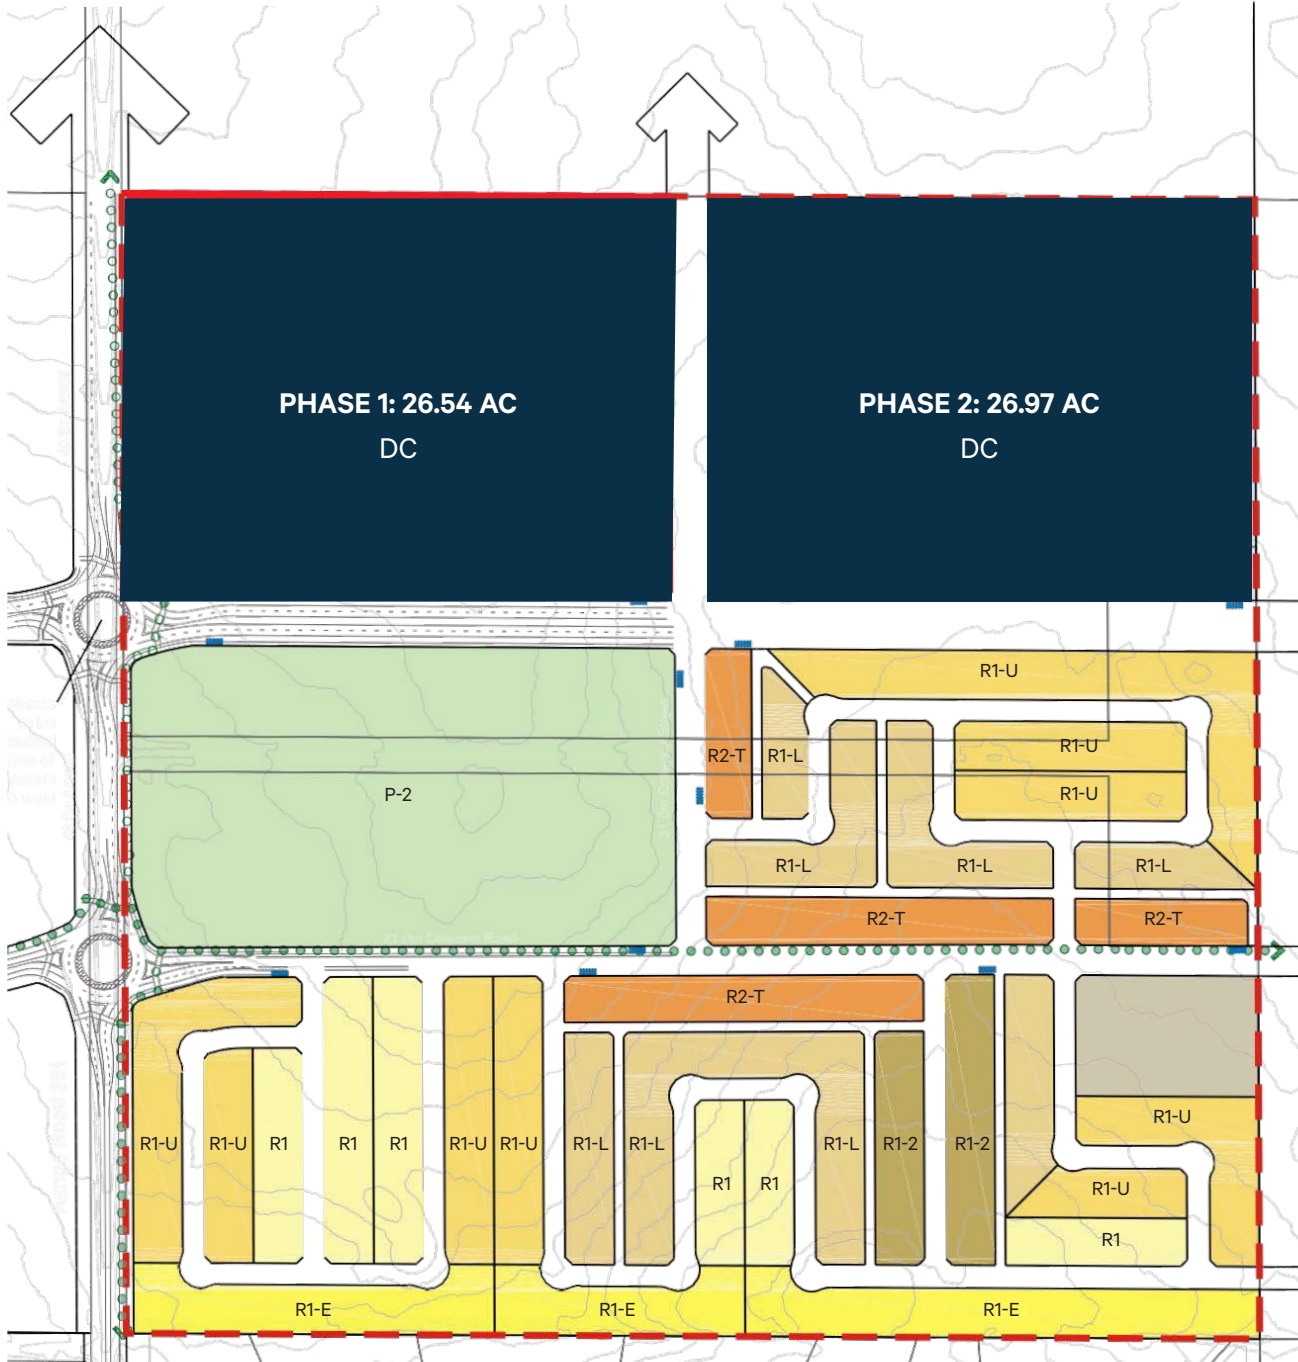 PHASE 1: 26.54 AC
DC
PHASE 2: 26.97 AC
DC
R1-U
R2-T
R1-L
R1-U
R1-U
P-2
R1-L
R1-L
R1-L
R2-T
R2-T
R2-T
R1-U
R1-U
R1-U
R1
R1
R1
R1-U
R1-U
R1-L
R1-L
R1-L
R1-2
R1-2
R1
R1
R1-U
R1
R1-E
R1-E
R1-E